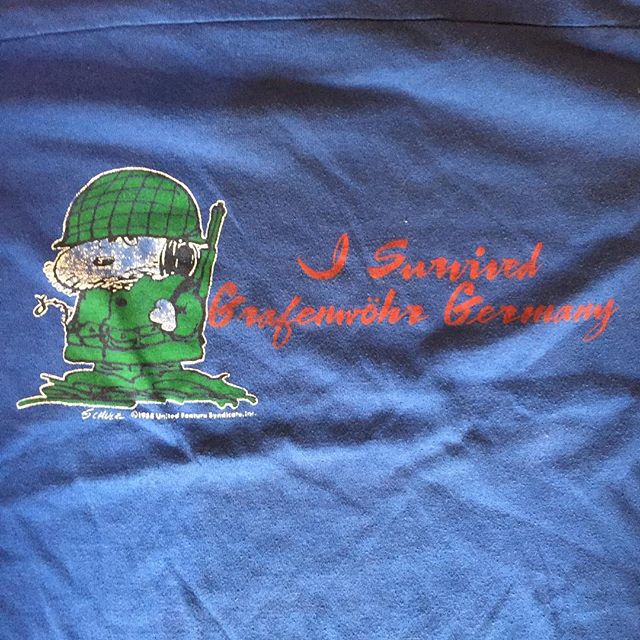 I Survived
Grafenwöhr Germany
Schulz ©1958 United Feature Syndicate, Inc.